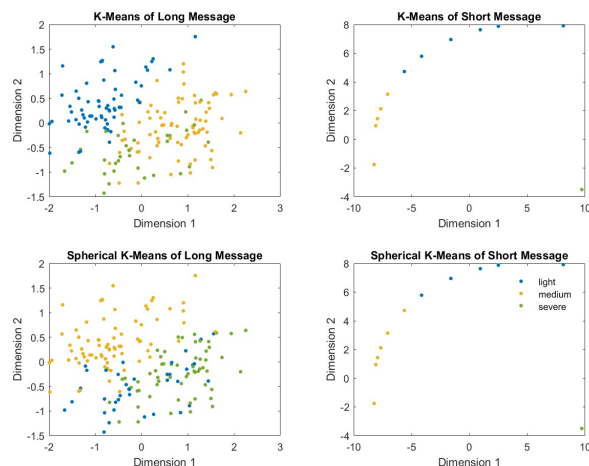 K-Means of Long Message
2
1.5
1
0.5
0
-0.5
-1
-1.5
Dimension 2
-2 -1 0 1 2 3
Dimension 1
K-Means of Short Message
8
6
4
2
0
-2
-4
Dimension 2
-10 -5 0 5 10
Dimension 1
Spherical K-Means of Long Message
2
1.5
1
0.5
0
-0.5
-1
-1.5
Dimension 2
-2 -1 0 1 2 3
Dimension 1
Spherical K-Means of Short Message
8
6
4
2
0
-2
-4
Dimension 2
light
medium
severe
-10 -5 0 5 10
Dimension 1